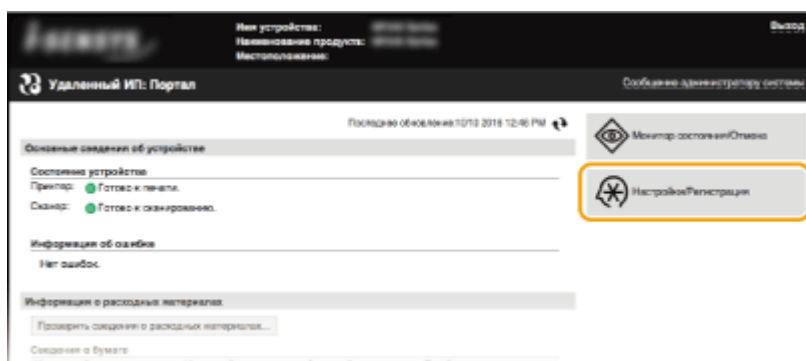 Имя устройства:
Наименование продукта:
Местоположение:
Выход
Удаленный ИП: Портал
Сообщение администратору системы
Последнее обновление:10/10 2016 12:46 PM
Основные сведения об устройстве
Монитор состояния/Отмена
Состояние устройства
Принтер: Готово к печати.
Настройки/Регистрация
Сканер: Готово к сканированию.
Информация об ошибке
Нет ошибок.
Информация о расходных материалах
Проверить сведения о расходных материалах...
Сведения о бумаге